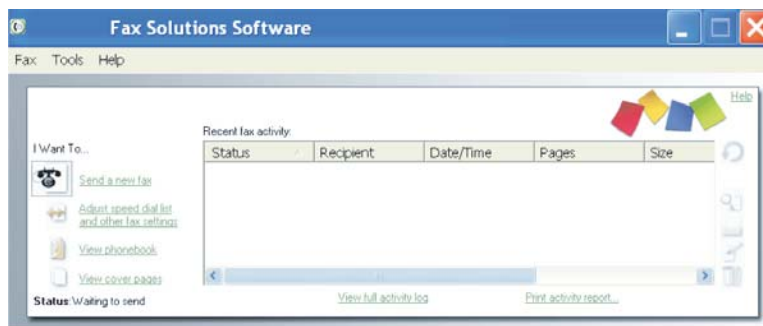 Fax Solutions Software
Fax Tools Help
Help
Recent fax activity:
I Want To...
Status Recipient Date/Time Pages Size
Send a new fax
Adjust speed dial list
and other fax settings
View phonebook
View cover pages
Status: Waiting to send
View full activity log
Print activity report...